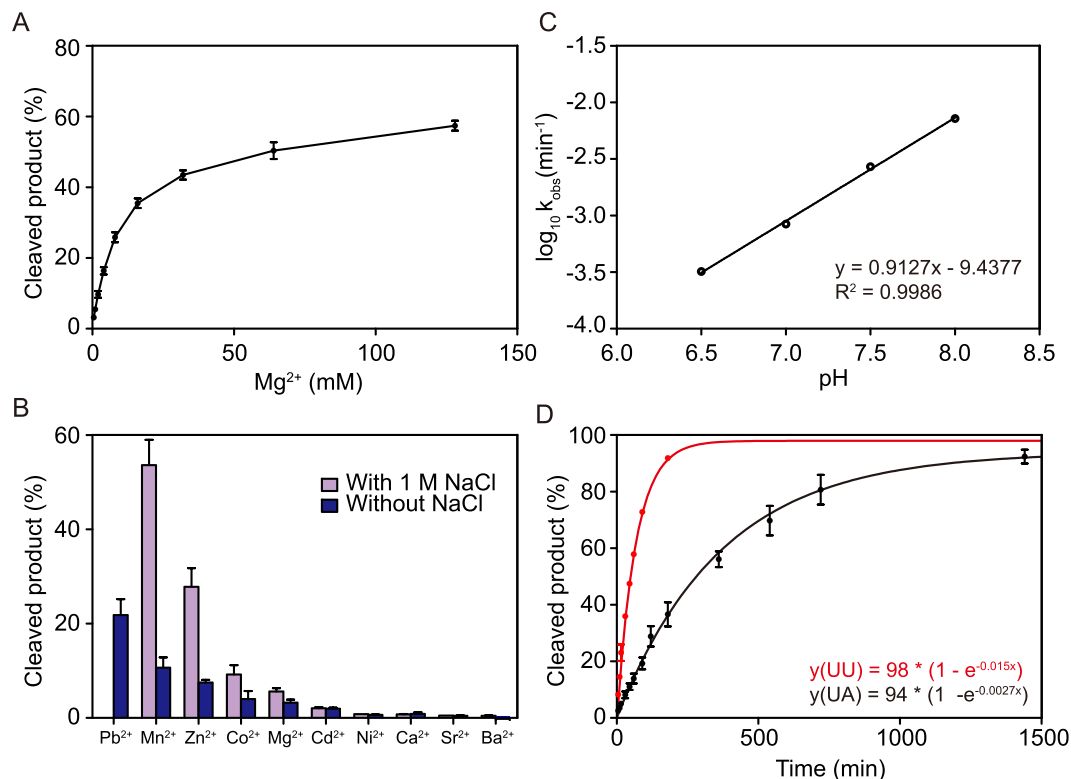 A
80
60
40
20
0
Cleaved product (%)
0
50
100
150
Mg²⁺ (mM)
C
-1.5
-2.0
-2.5
-3.0
-3.5
-4.0
log₁₀ k_obs(min⁻¹)
y = 0.9127x - 9.4377
R² = 0.9986
6.0
6.5
7.0
7.5
8.0
8.5
pH
B
60
40
20
0
Cleaved product (%)
With 1 M NaCl
Without NaCl
Pb²⁺ Mn²⁺ Zn²⁺ Co²⁺ Mg²⁺ Cd²⁺ Ni²⁺ Ca²⁺ Sr²⁺ Ba²⁺
D
100
80
60
40
20
0
Cleaved product (%)
y(UU) = 98 * (1 - e⁻⁰·⁰¹⁵ˣ)
y(UA) = 94 * (1 -e⁻⁰·⁰⁰²⁷ˣ)
0
500
1000
1500
Time (min)